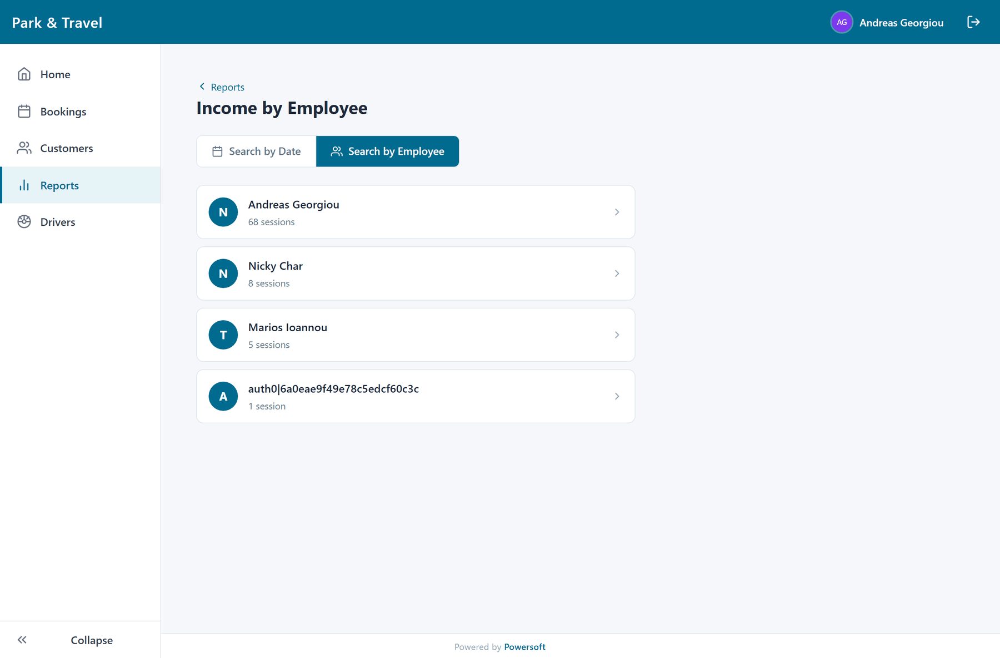 Park & Travel
AG
Andreas Georgiou
Home
Bookings
Customers
Reports
Drivers
Reports
Income by Employee
Search by Date
Search by Employee
N
Andreas Georgiou
68 sessions
N
Nicky Char
8 sessions
T
Marios Ioannou
5 sessions
A
auth0|6a0eae9f49e78c5edcf60c3c
1 session
Collapse
Powered by Powersoft